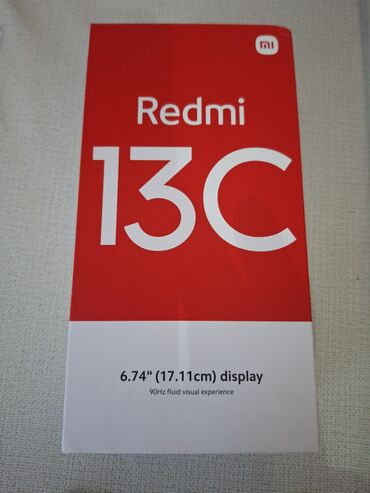 mi
Redmi
13C
6.74" (17.11cm) display
90Hz fluid visual experience